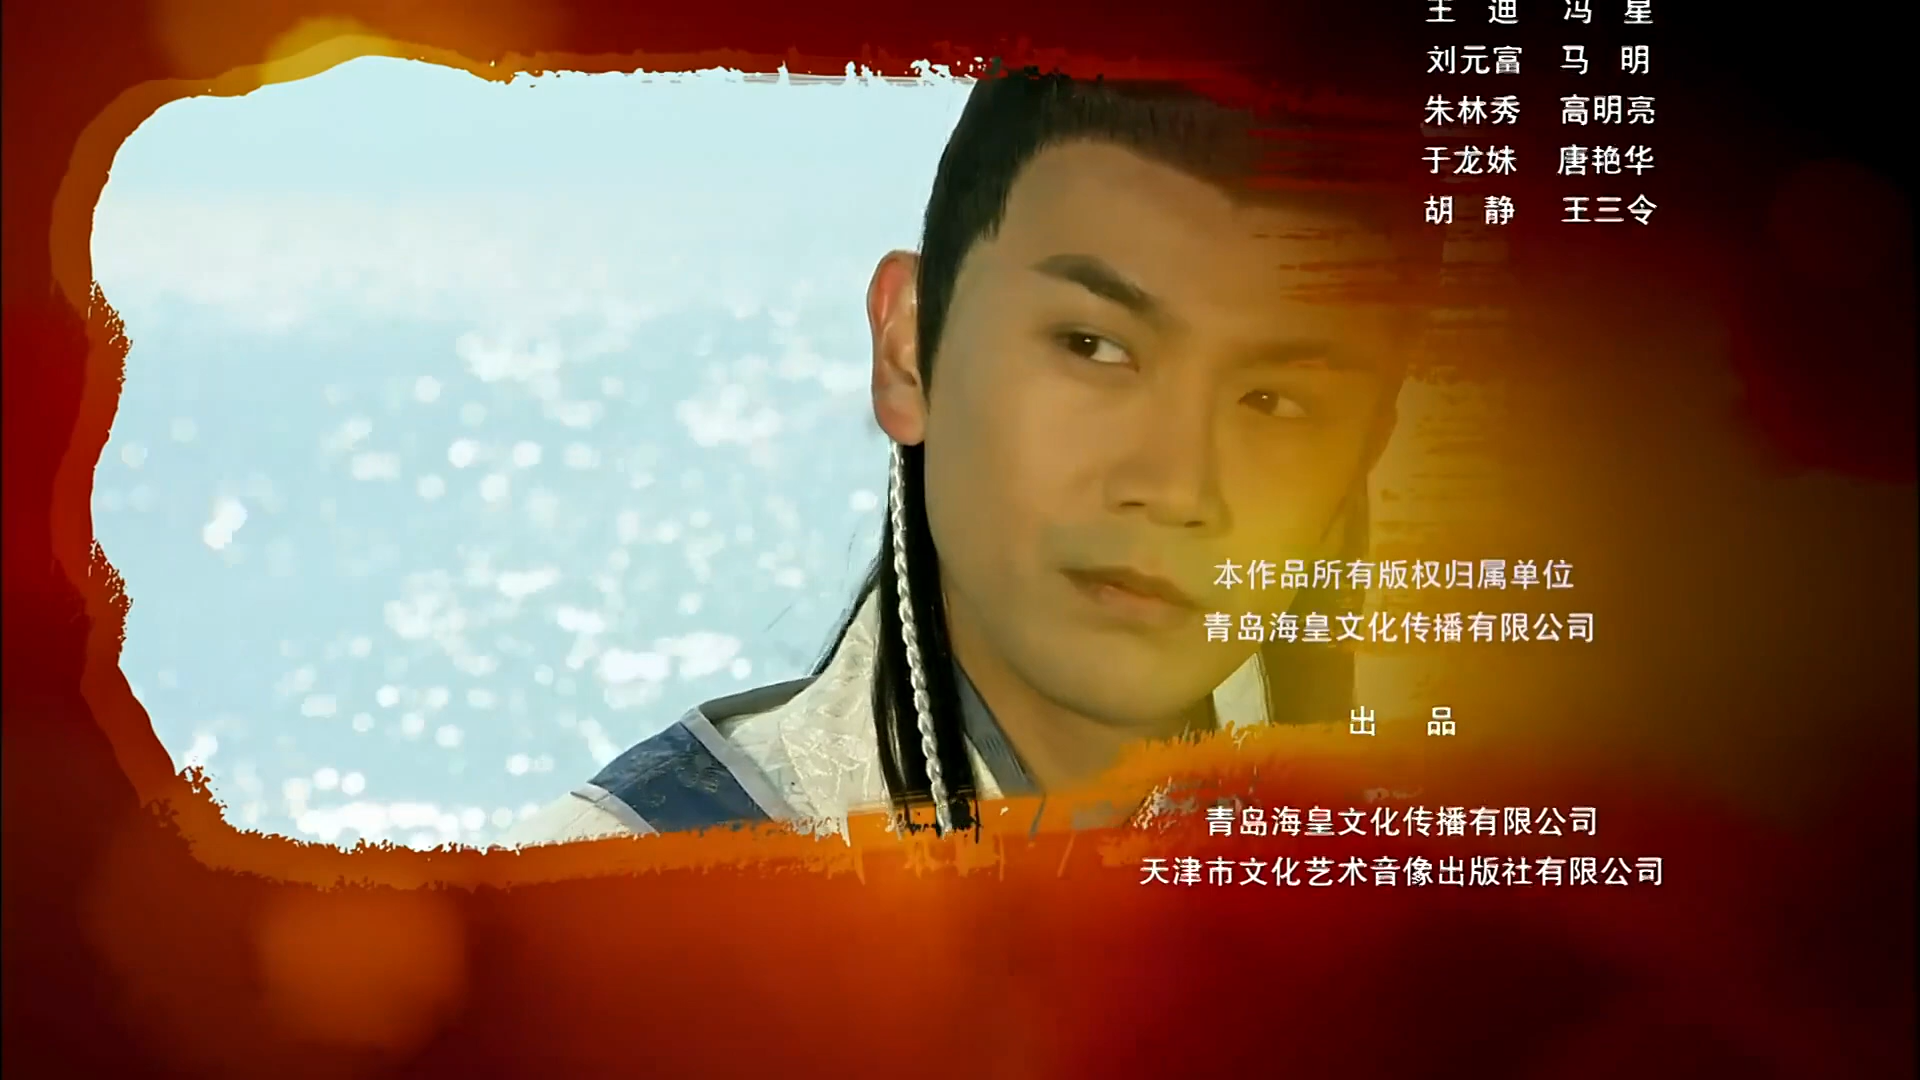 王 迪 冯 星
刘元富 马 明
朱林秀 高明亮
于龙妹 唐艳华
胡 静 王三令
本作品所有版权归属单位
青岛海皇文化传播有限公司
出 品
青岛海皇文化传播有限公司
天津市文化艺术音像出版社有限公司